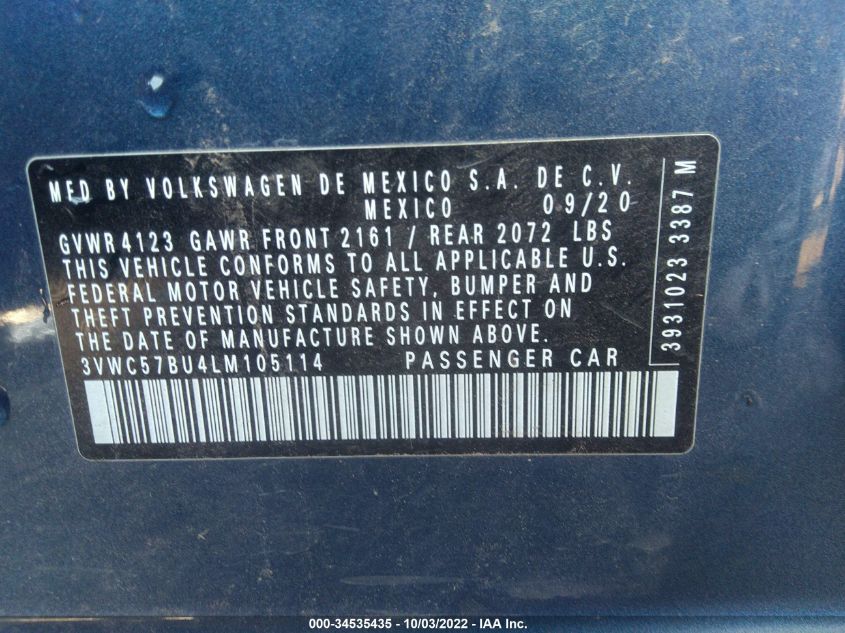 MFD BY VOLKSWAGEN DE MEXICO S.A. DE C.V.
MEXICO 09/20
GVWR 4123 GAWR FRONT 2161 / REAR 2072 LBS
THIS VEHICLE CONFORMS TO ALL APPLICABLE U.S.
FEDERAL MOTOR VEHICLE SAFETY, BUMPER AND
THEFT PREVENTION STANDARDS IN EFFECT ON
THE DATE OF MANUFACTURE SHOWN ABOVE.
3VWC57BU4LM105114 PASSENGER CAR
3931023 3387 M
000-34535435 - 10/03/2022 - IAA Inc.